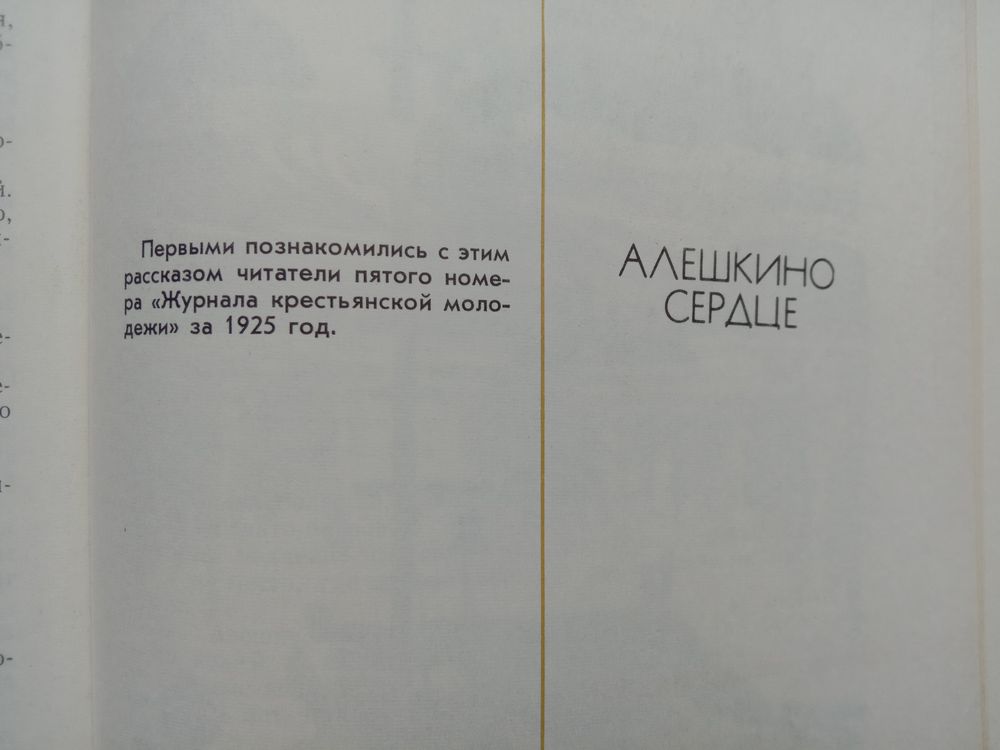 Первыми познакомились с этим
рассказом читатели пятого номе-
ра «Журнала крестьянской моло-
дежи» за 1925 год.
АЛЕШКИНО
СЕРДЦЕ